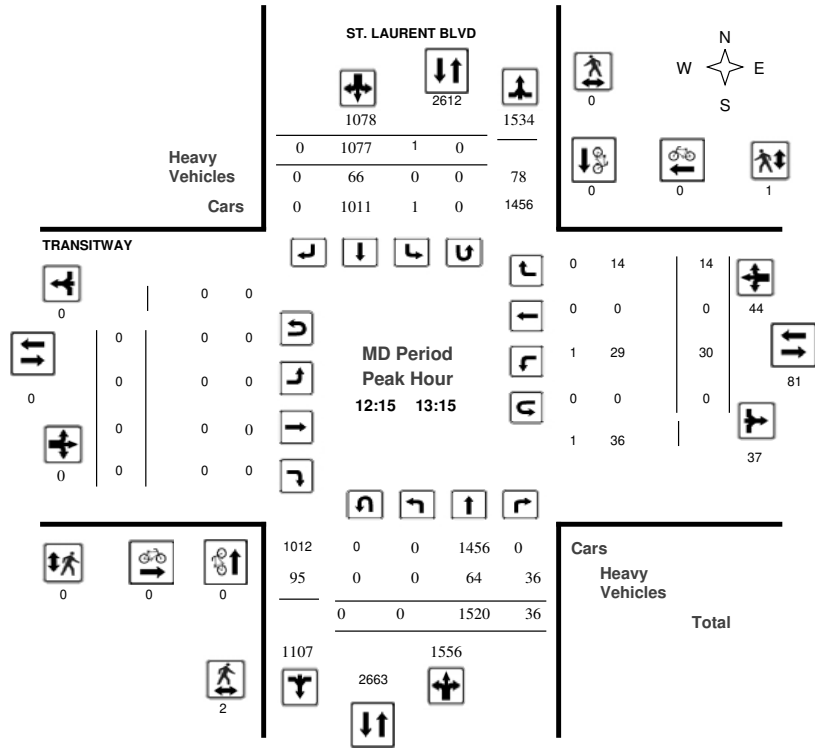 ST. LAURENT BLVD
N
W E
S
2612
0
1078 1534
0 1077 1 0
Heavy
Vehicles 0 66 0 0 78
Cars 0 1011 1 0 1456
0 0 1
TRANSITWAY
0 14 14
0 0 0
0 0 0 44
0 0 0
1 29 30
MD Period
Peak Hour
0 0 0 81
0
12:15 13:15
0 0 0
0 0 0
1 36
0 37
0 0 0
1012 0 0 1456 0 Cars
95 0 0 64 36 Heavy
Vehicles
0 0 0
0 0 1520 36 Total
1107 1556
2663
2